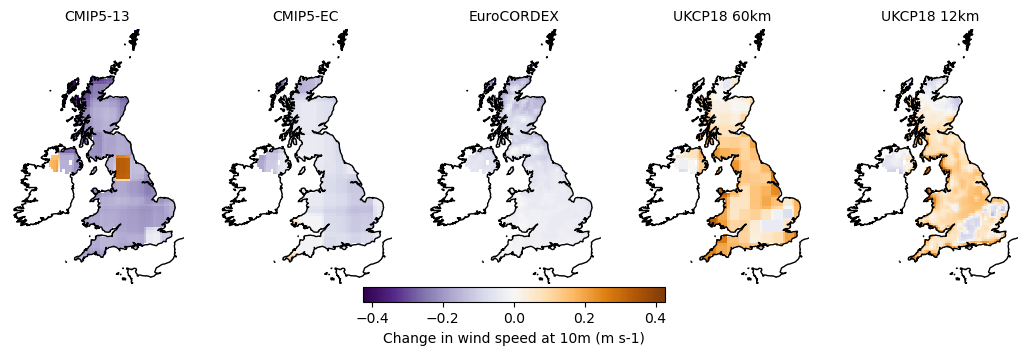 CMIP5-13 CMIP5-EC EuroCORDEX UKCP18 60km UKCP18 12km
−0.4 −0.2 0.0 0.2 0.4
Change in wind speed at 10m (m s-1)